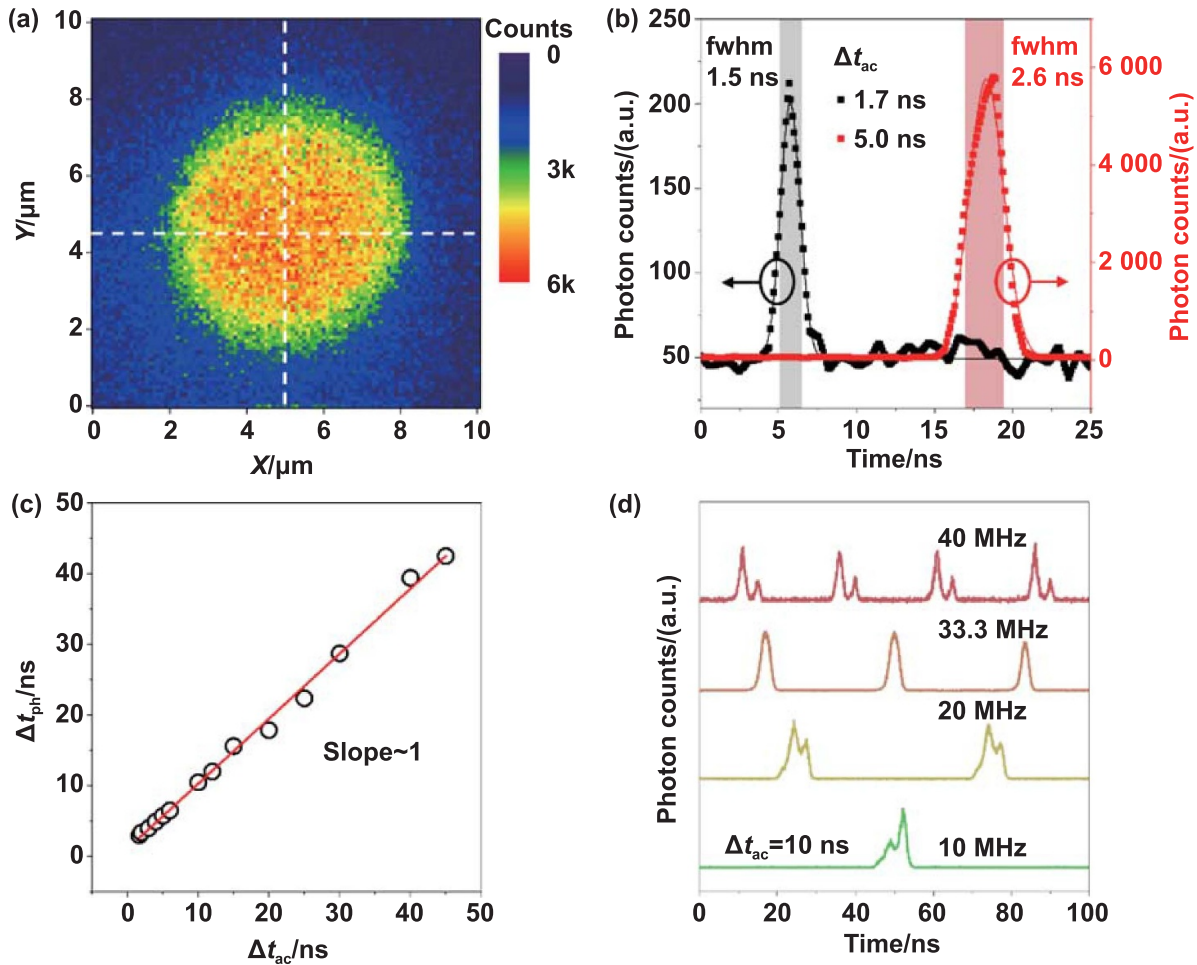 (a)
10
8
6
4
2
0
Y/μm
0 2 4 6 8 10
X/μm
Counts
0
3k
6k
(b)
250
200
150
100
50
Photon counts/(a.u.)
fwhm
1.5 ns
Δtac
1.7 ns
5.0 ns
fwhm
2.6 ns
6 000
4 000
2 000
0
Photon counts/(a.u.)
0 5 10 15 20 25
Time/ns
(c)
50
40
30
20
10
0
Δtph/ns
Slope~1
0 10 20 30 40 50
Δtac/ns
(d)
Photon counts/(a.u.)
40 MHz
33.3 MHz
20 MHz
Δtac=10 ns 10 MHz
0 20 40 60 80 100
Time/ns